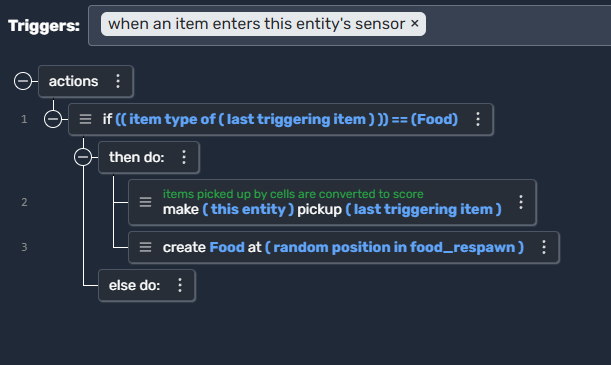 Triggers: when an item enters this entity's sensor ×
actions
1 if (( item type of ( last triggering item ) )) == (Food)
then do:
items picked up by cells are converted to score
2 make ( this entity ) pickup ( last triggering item )
3 create Food at ( random position in food_respawn )
else do: